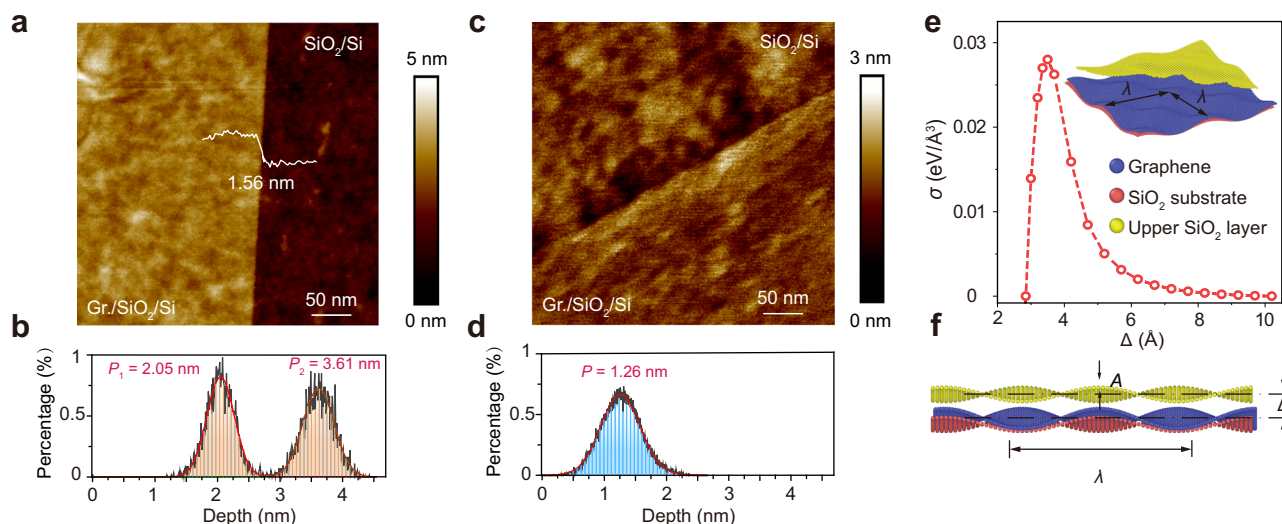 a
SiO₂/Si
1.56 nm
Gr./SiO₂/Si
50 nm
5 nm
0 nm
b
Percentage (%)
1
0.5
0
P₁ = 2.05 nm
P₂ = 3.61 nm
0 1 2 3 4
Depth (nm)
c
SiO₂/Si
Gr./SiO₂/Si
50 nm
3 nm
0 nm
d
Percentage (%)
1
0.5
0
P = 1.26 nm
0 1 2 3 4
Depth (nm)
e
σ (eV/Å³)
0.03
0.02
0.01
0
λ
λ
Graphene
SiO₂ substrate
Upper SiO₂ layer
2 4 6 8 10
Δ (Å)
f
A
λ